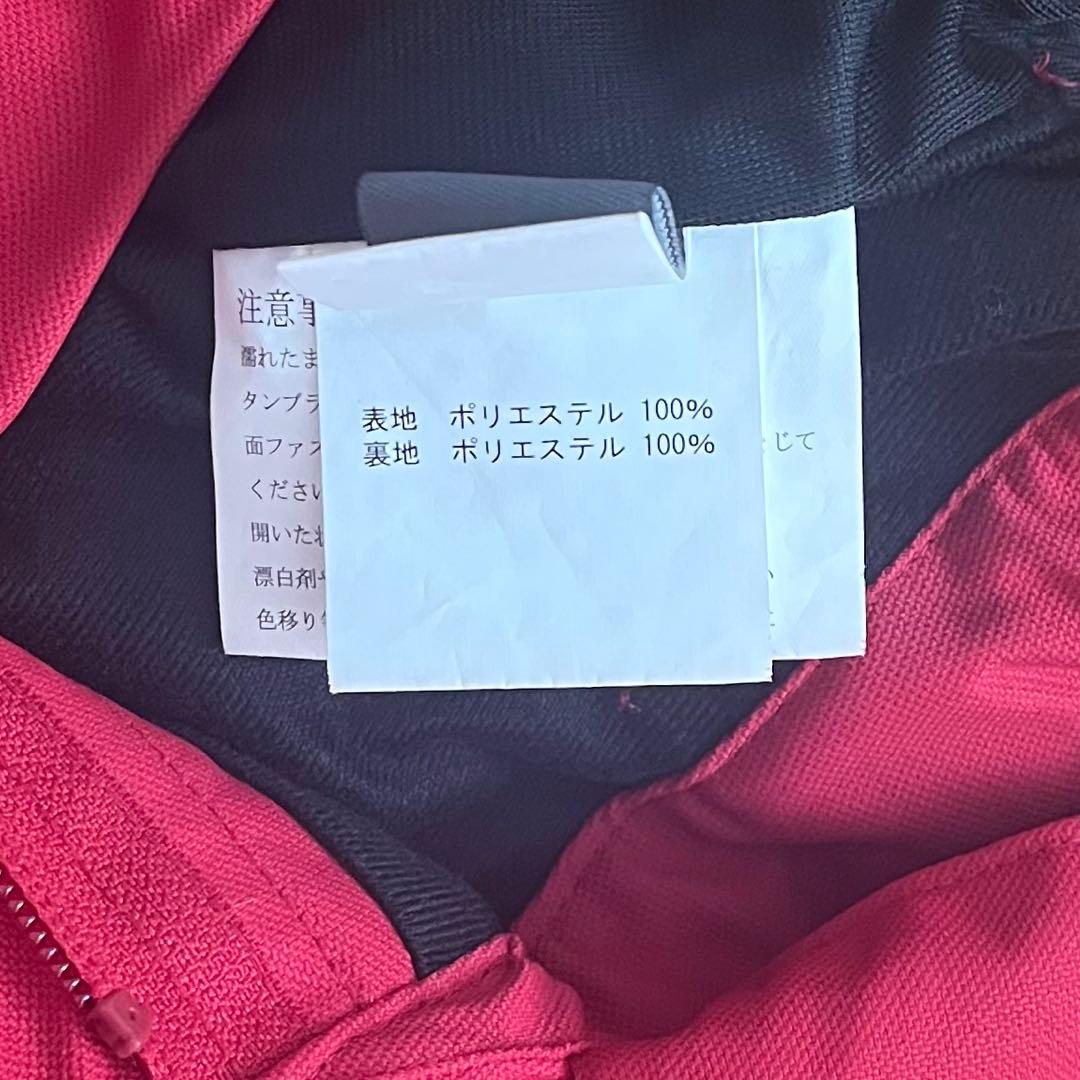 注意事
濡れたま
タンブラ
面ファス じて
ください
開いた
漂白剤
色移り
表地 ポリエステル 100%
裏地 ポリエステル 100%